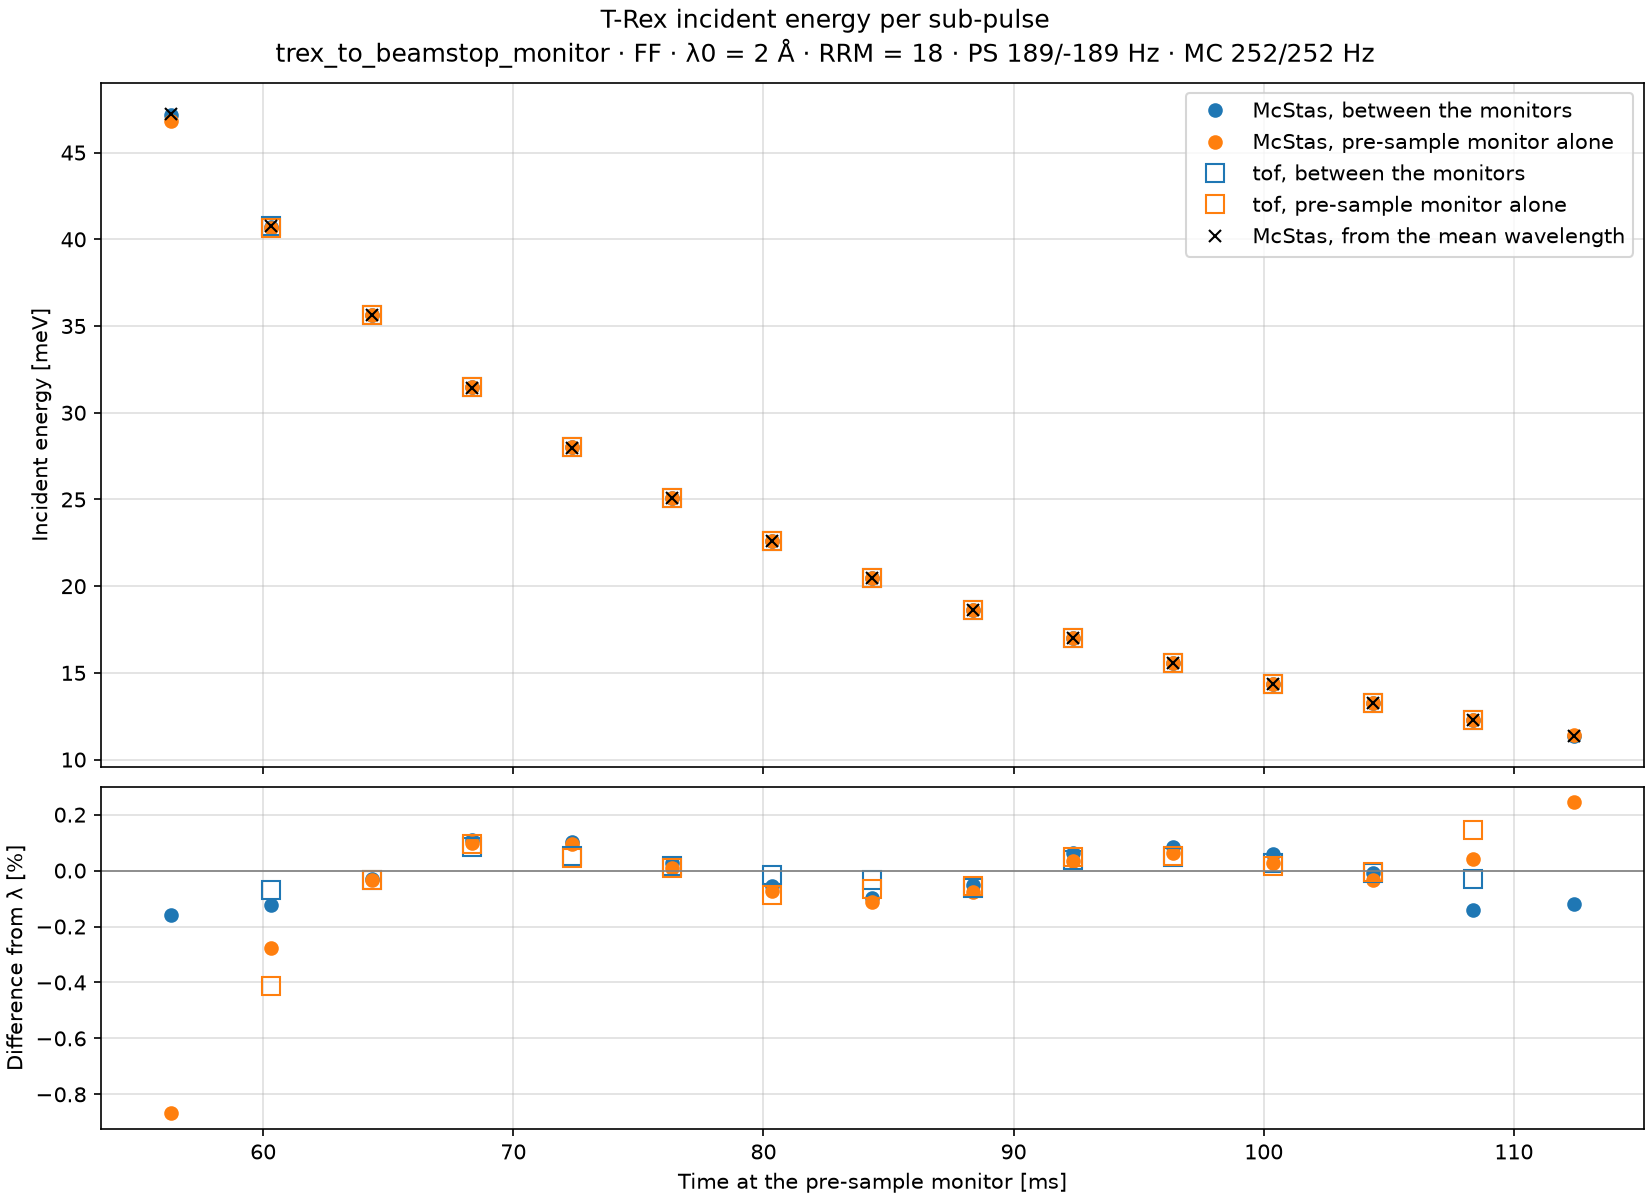 T-Rex incident energy per sub-pulse
trex_to_beamstop_monitor · FF · λ0 = 2 Å · RRM = 18 · PS 189/-189 Hz · MC 252/252 Hz
McStas, between the monitors
McStas, pre-sample monitor alone
tof, between the monitors
tof, pre-sample monitor alone
McStas, from the mean wavelength
Incident energy [meV]
45
40
35
30
25
20
15
10
Difference from λ [%]
0.2
0.0
−0.2
−0.4
−0.6
−0.8
60
70
80
90
100
110
Time at the pre-sample monitor [ms]